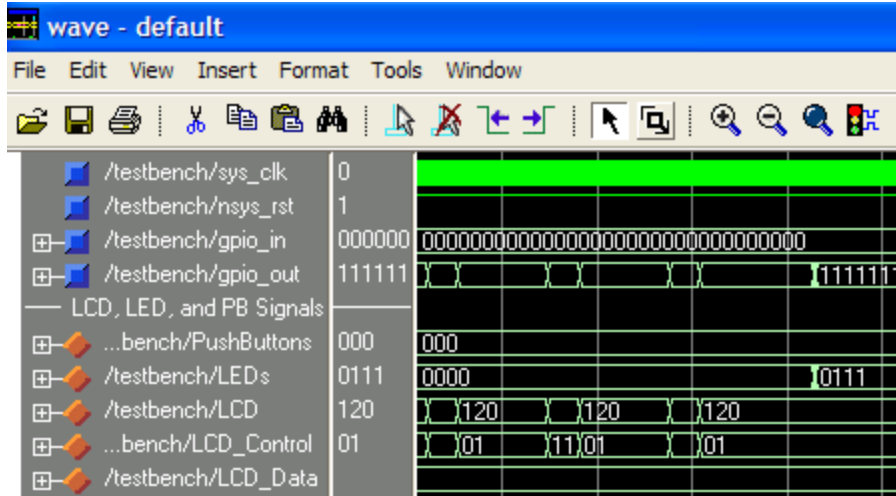 wave - default
File Edit View Insert Format Tools Window
/testbench/sys_clk 0
/testbench/nsys_rst 1
/testbench/gpio_in 000000 00000000000000000000000000000000
/testbench/gpio_out 111111 1111111
LCD, LED, and PB Signals
...bench/PushButtons 000 000
/testbench/LEDs 0111 0000 0111
/testbench/LCD 120 120 120 120
...bench/LCD_Control 01 01 11 01 01
/testbench/LCD_Data